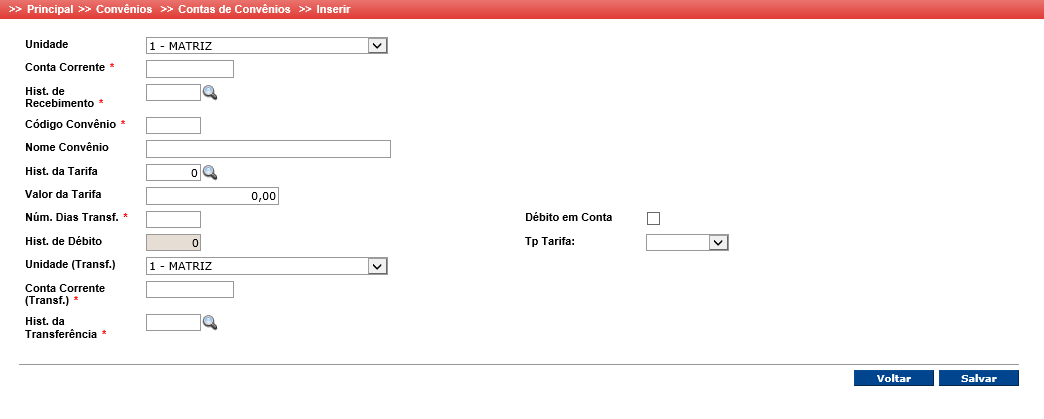 >> Principal >> Convênios >> Contas de Convênios >> Inserir
Unidade 1 - MATRIZ
Conta Corrente *
Hist. de
Recebimento *
Código Convênio *
Nome Convênio
Hist. da Tarifa 0
Valor da Tarifa 0,00
Núm. Dias Transf. * Débito em Conta
Hist. de Débito 0 Tp Tarifa:
Unidade (Transf.) 1 - MATRIZ
Conta Corrente
(Transf.) *
Hist. da
Transferência *
Voltar Salvar